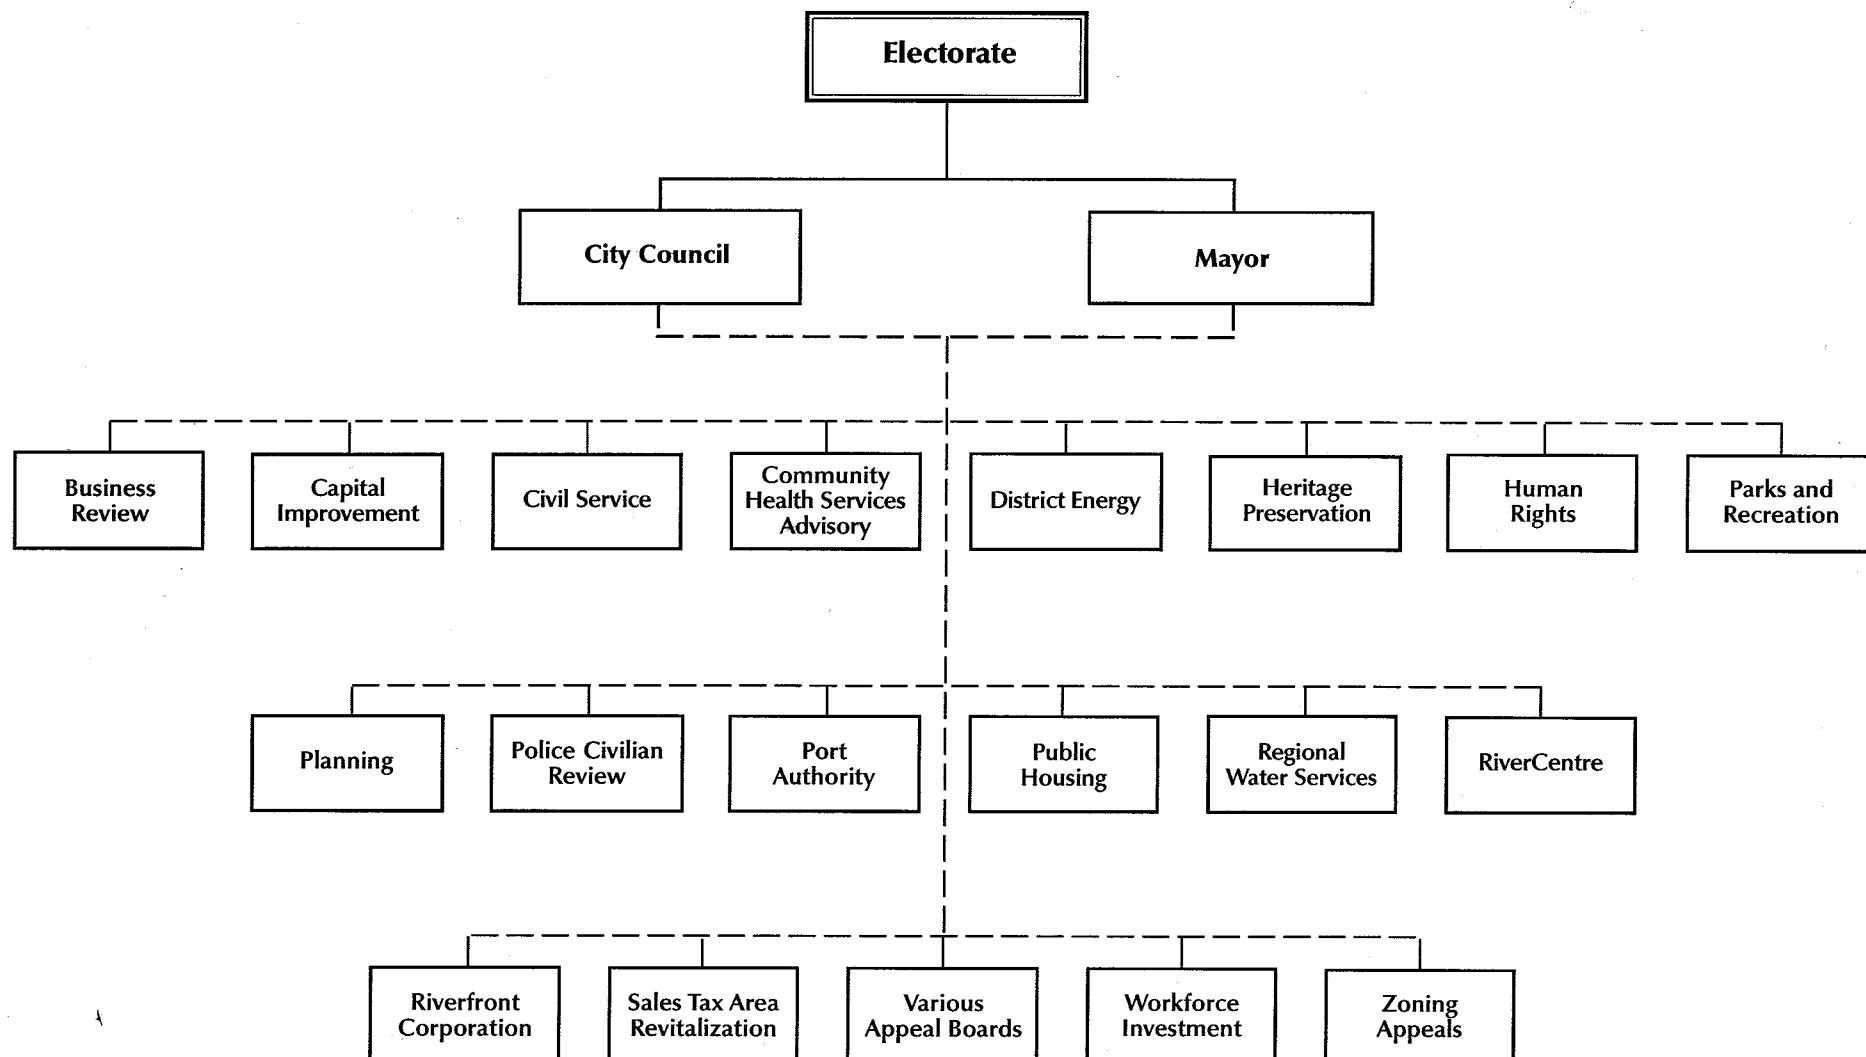 Electorate
City Council
Mayor
Business
Review
Capital
Improvement
Civil Service
Community
Health Services
Advisory
District Energy
Heritage
Preservation
Human
Rights
Parks and
Recreation
Planning
Police Civilian
Review
Port
Authority
Public
Housing
Regional
Water Services
RiverCentre
Riverfront
Corporation
Sales Tax Area
Revitalization
Various
Appeal Boards
Workforce
Investment
Zoning
Appeals